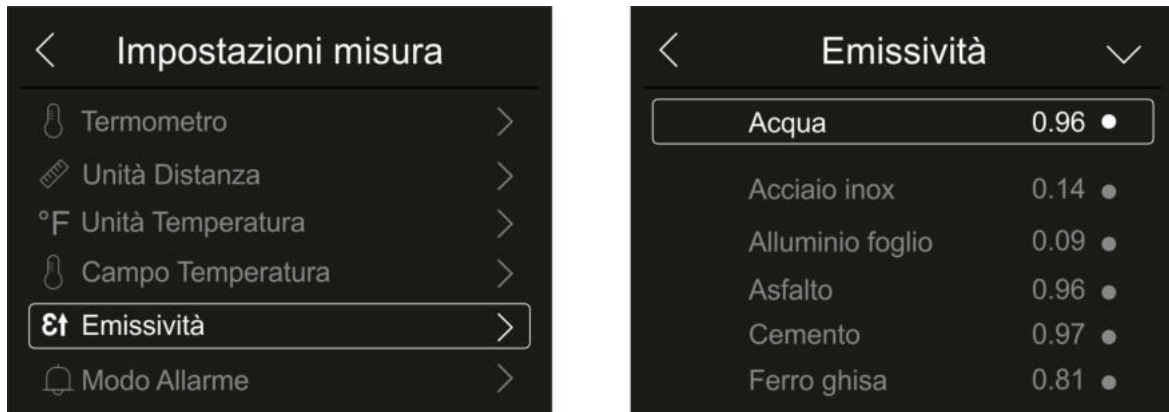 Impostazioni misura
Termometro
Unità Distanza
°F Unità Temperatura
Campo Temperatura
Ɛ↑ Emissività
Modo Allarme
Emissività
Acqua 0.96
Acciaio inox 0.14
Alluminio foglio 0.09
Asfalto 0.96
Cemento 0.97
Ferro ghisa 0.81